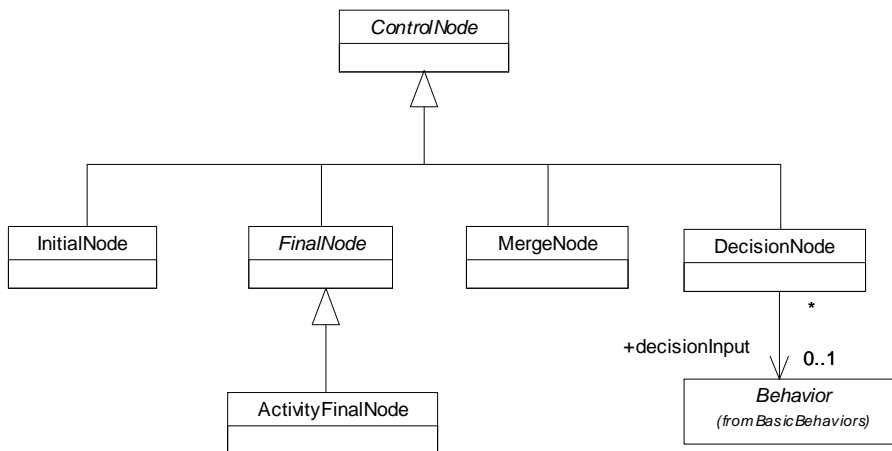 ControlNode
InitialNode
FinalNode
MergeNode
DecisionNode
*
+decisionInput
0..1
ActivityFinalNode
Behavior
(from BasicBehaviors)